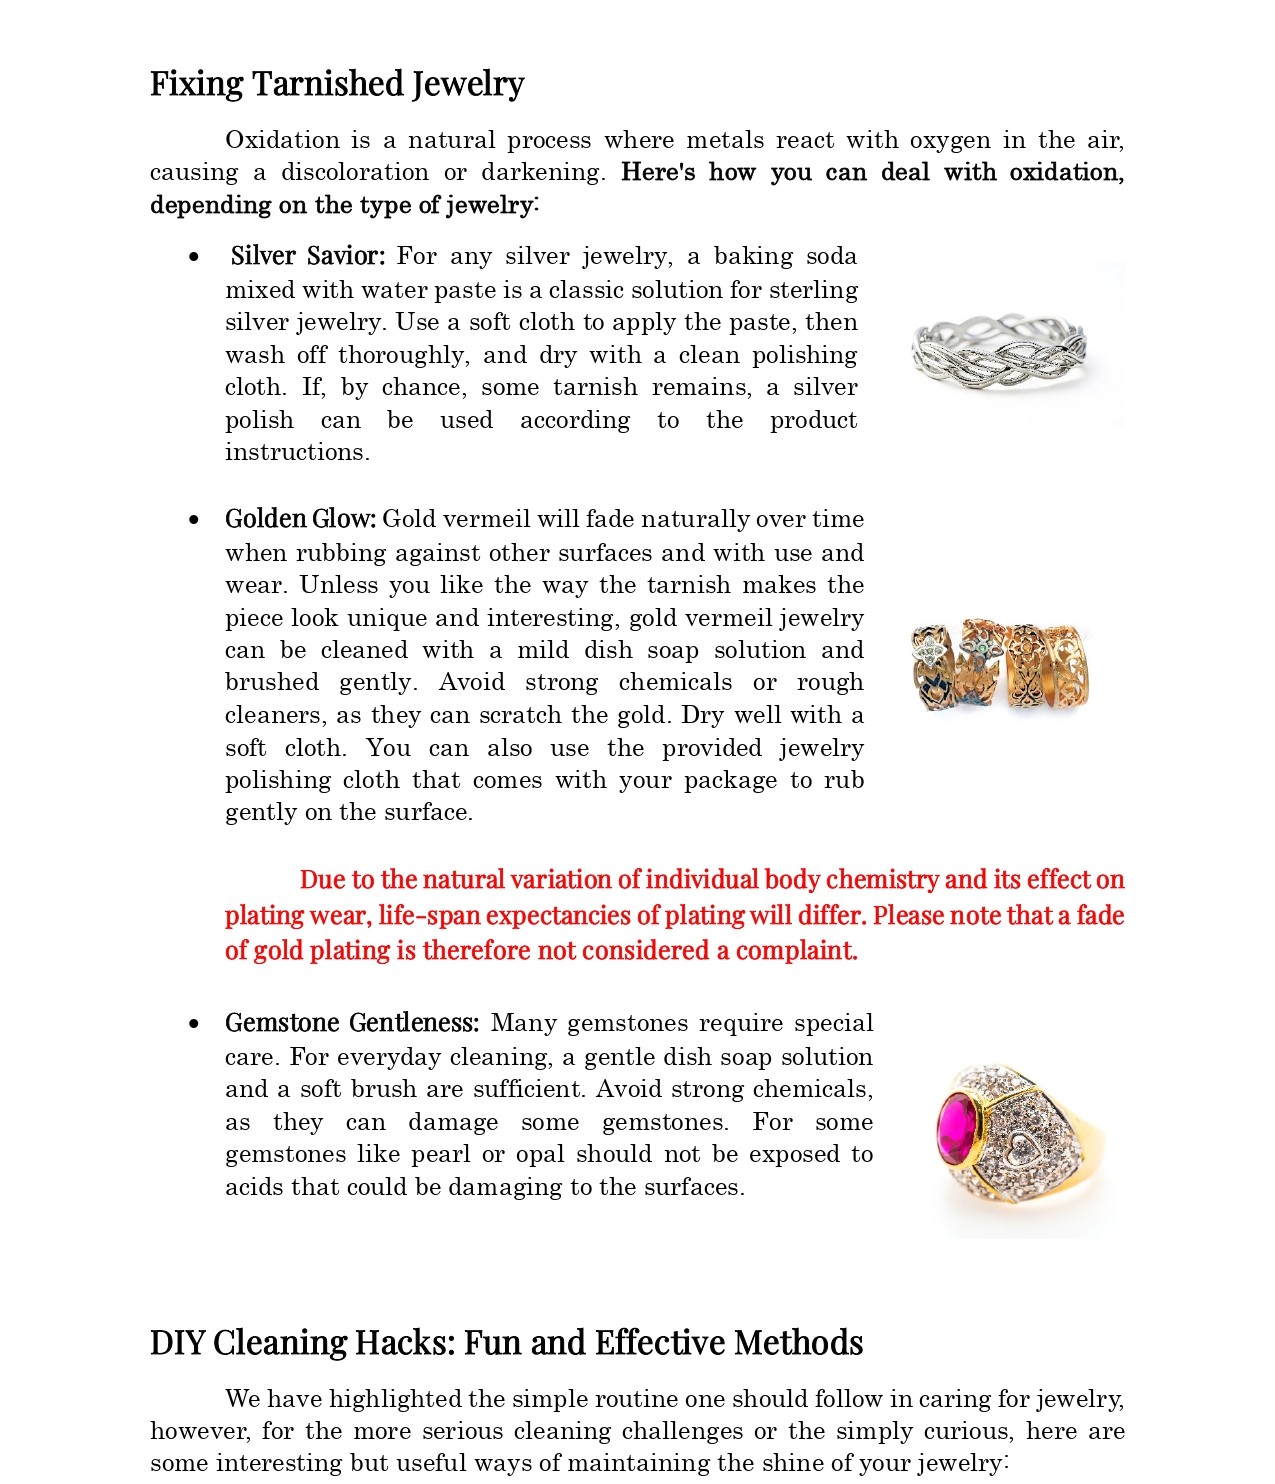 Fixing Tarnished Jewelry
Oxidation is a natural process where metals react with oxygen in the air,
causing a discoloration or darkening. Here's how you can deal with oxidation,
depending on the type of jewelry:
• Silver Savior: For any silver jewelry, a baking soda
mixed with water paste is a classic solution for sterling
silver jewelry. Use a soft cloth to apply the paste, then
wash off thoroughly, and dry with a clean polishing
cloth. If, by chance, some tarnish remains, a silver
polish can be used according to the product
instructions.
• Golden Glow: Gold vermeil will fade naturally over time
when rubbing against other surfaces and with use and
wear. Unless you like the way the tarnish makes the
piece look unique and interesting, gold vermeil jewelry
can be cleaned with a mild dish soap solution and
brushed gently. Avoid strong chemicals or rough
cleaners, as they can scratch the gold. Dry well with a
soft cloth. You can also use the provided jewelry
polishing cloth that comes with your package to rub
gently on the surface.
Due to the natural variation of individual body chemistry and its effect on
plating wear, life-span expectancies of plating will differ. Please note that a fade
of gold plating is therefore not considered a complaint.
• Gemstone Gentleness: Many gemstones require special
care. For everyday cleaning, a gentle dish soap solution
and a soft brush are sufficient. Avoid strong chemicals,
as they can damage some gemstones. For some
gemstones like pearl or opal should not be exposed to
acids that could be damaging to the surfaces.
DIY Cleaning Hacks: Fun and Effective Methods
We have highlighted the simple routine one should follow in caring for jewelry,
however, for the more serious cleaning challenges or the simply curious, here are
some interesting but useful ways of maintaining the shine of your jewelry: